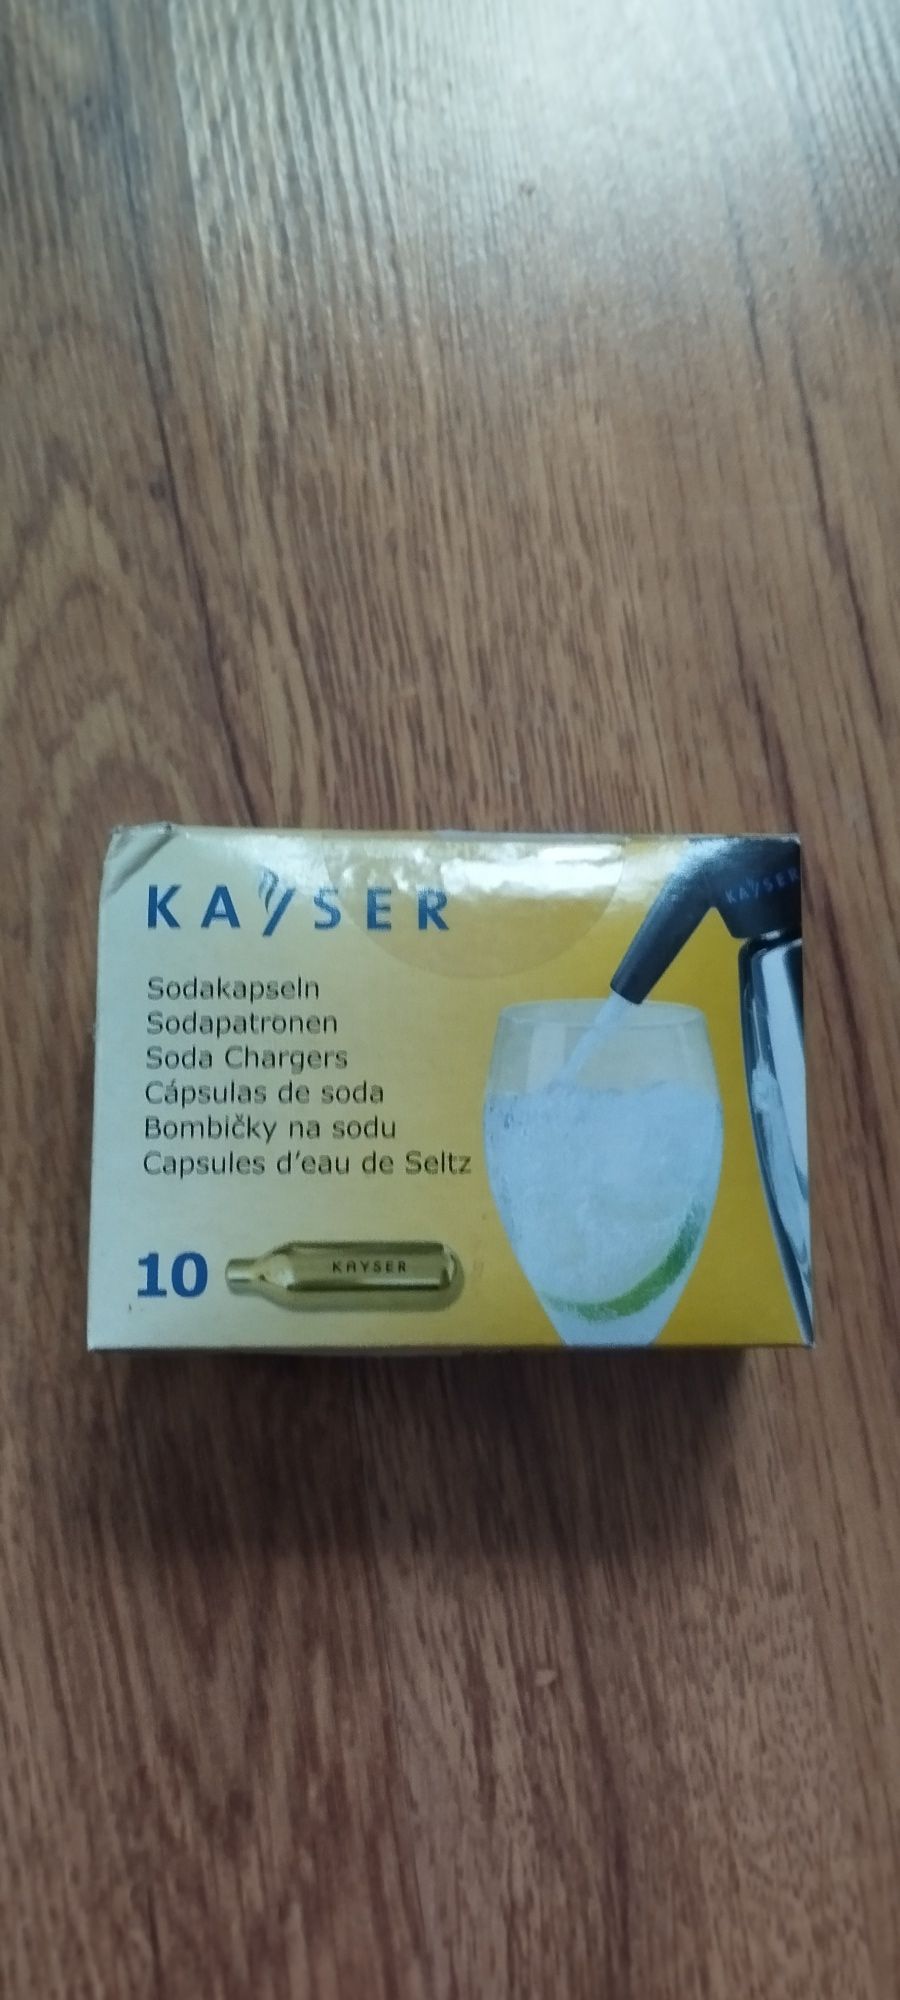 KAYSER
KAYSER
Sodakapseln
Sodapatronen
Soda Chargers
Cápsulas de soda
Bombičky na sodu
Capsules d'eau de Seltz
10
KAYSER